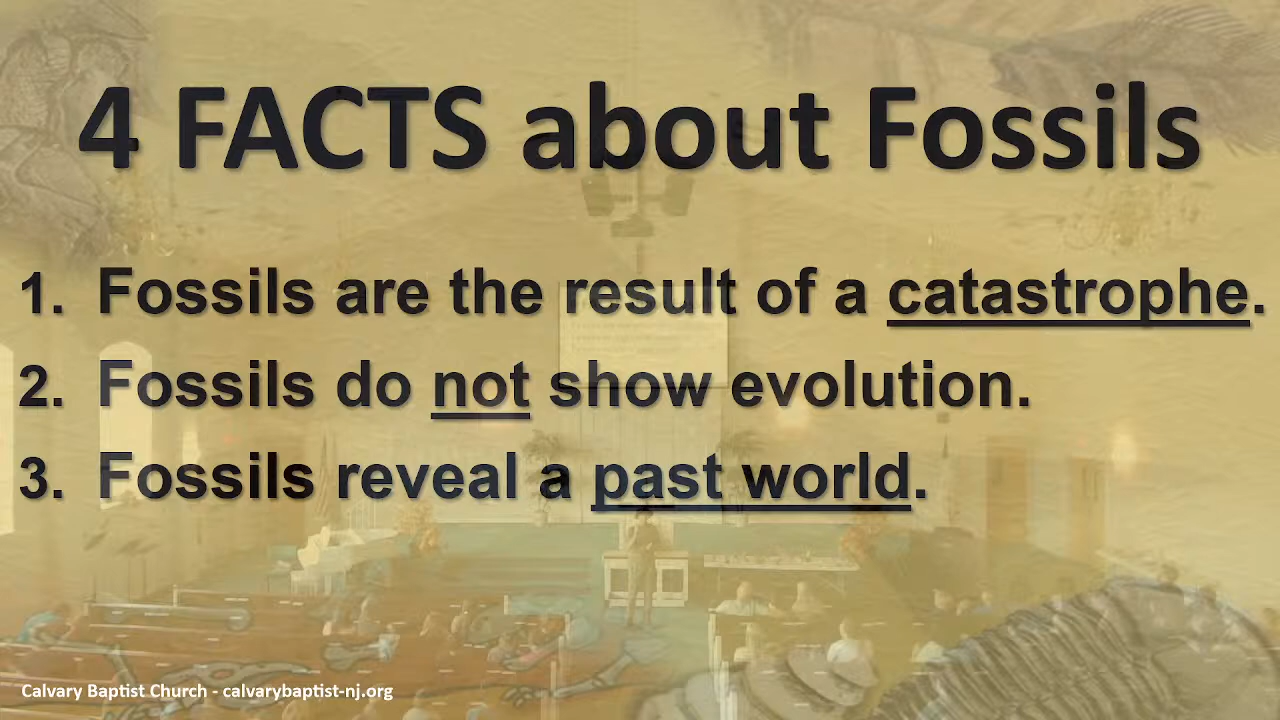 4 FACTS about Fossils
1. Fossils are the result of a catastrophe.
2. Fossils do not show evolution.
3. Fossils reveal a past world.
Calvary Baptist Church - calvarybaptist-nj.org